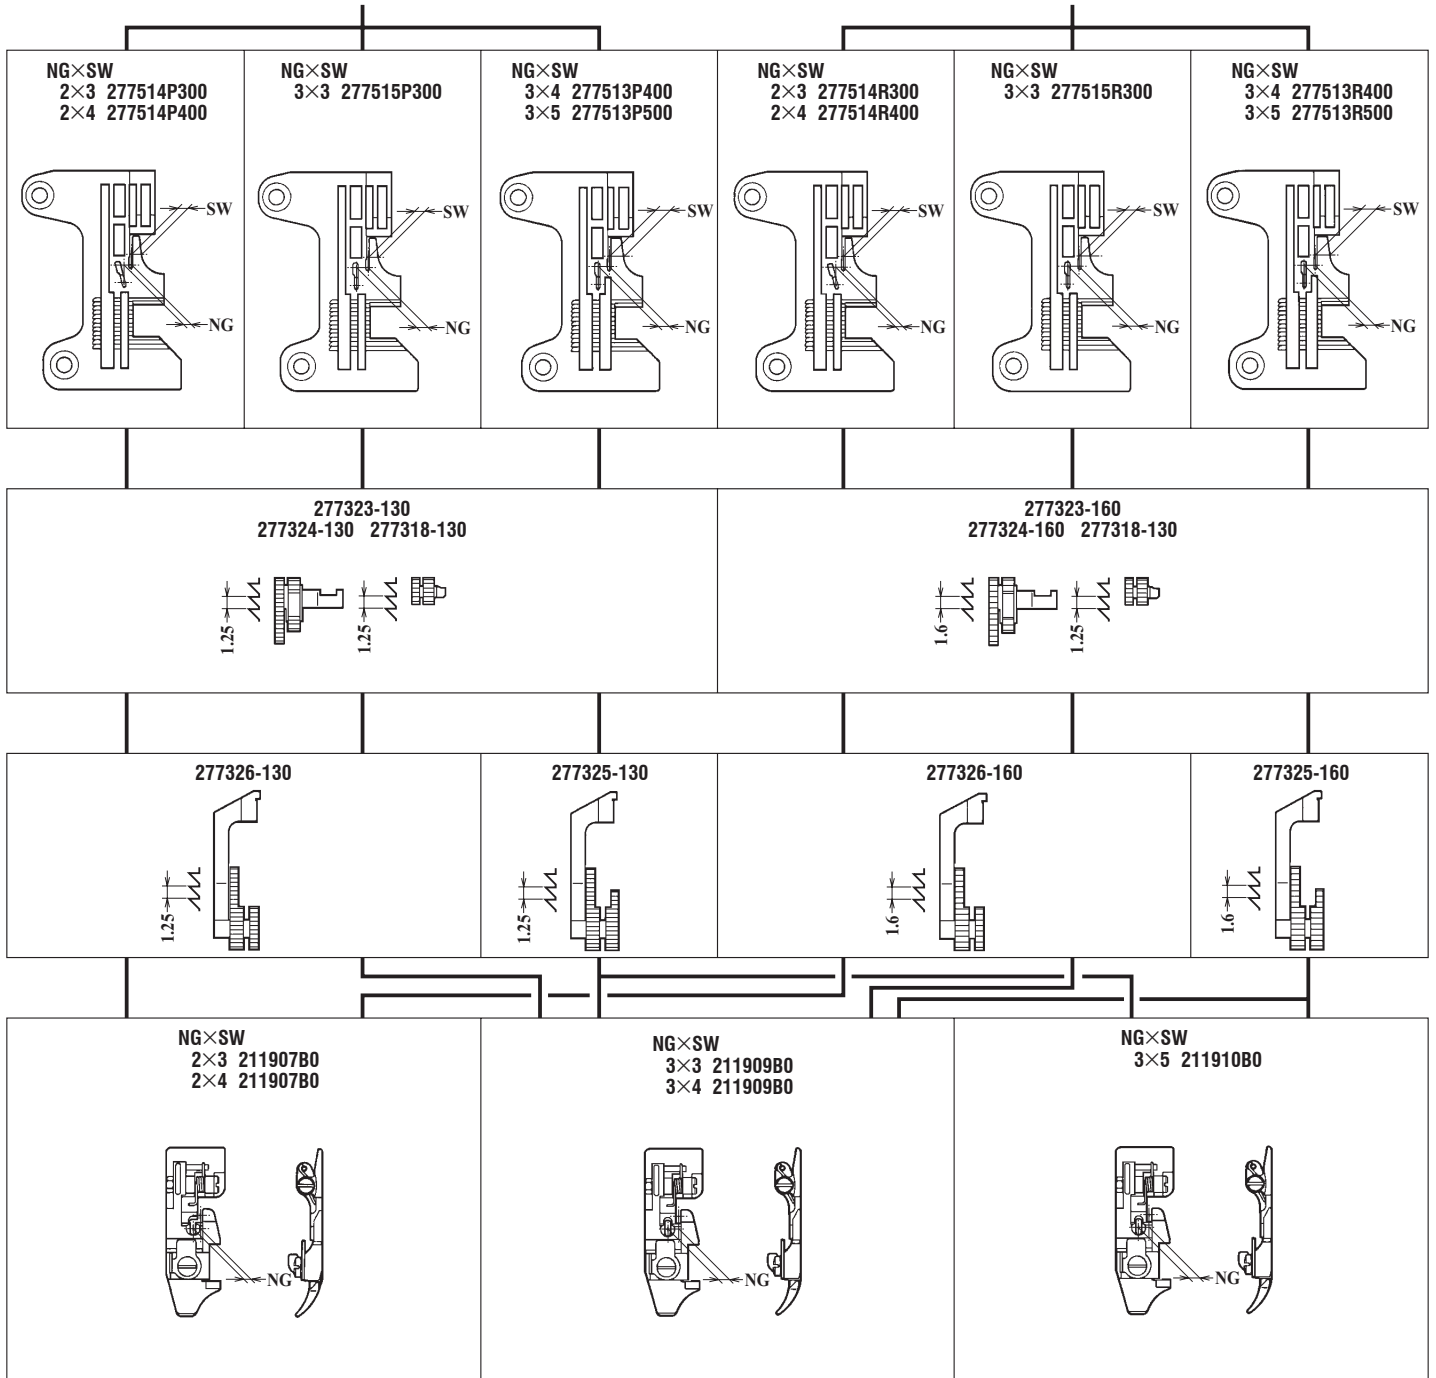 NG×SW
2×3 277514P300
2×4 277514P400
SW
NG
NG×SW
3×3 277515P300
SW
NG
NG×SW
3×4 277513P400
3×5 277513P500
SW
NG
NG×SW
2×3 277514R300
2×4 277514R400
SW
NG
NG×SW
3×3 277515R300
SW
NG
NG×SW
3×4 277513R400
3×5 277513R500
SW
NG
277323-130
277324-130 277318-130
1.25
1.25
277323-160
277324-160 277318-130
1.6
1.25
277326-130
1.25
277325-130
1.25
277326-160
1.6
277325-160
1.6
NG×SW
2×3 211907B0
2×4 211907B0
NG
NG×SW
3×3 211909B0
3×4 211909B0
NG
NG×SW
3×5 211910B0
NG